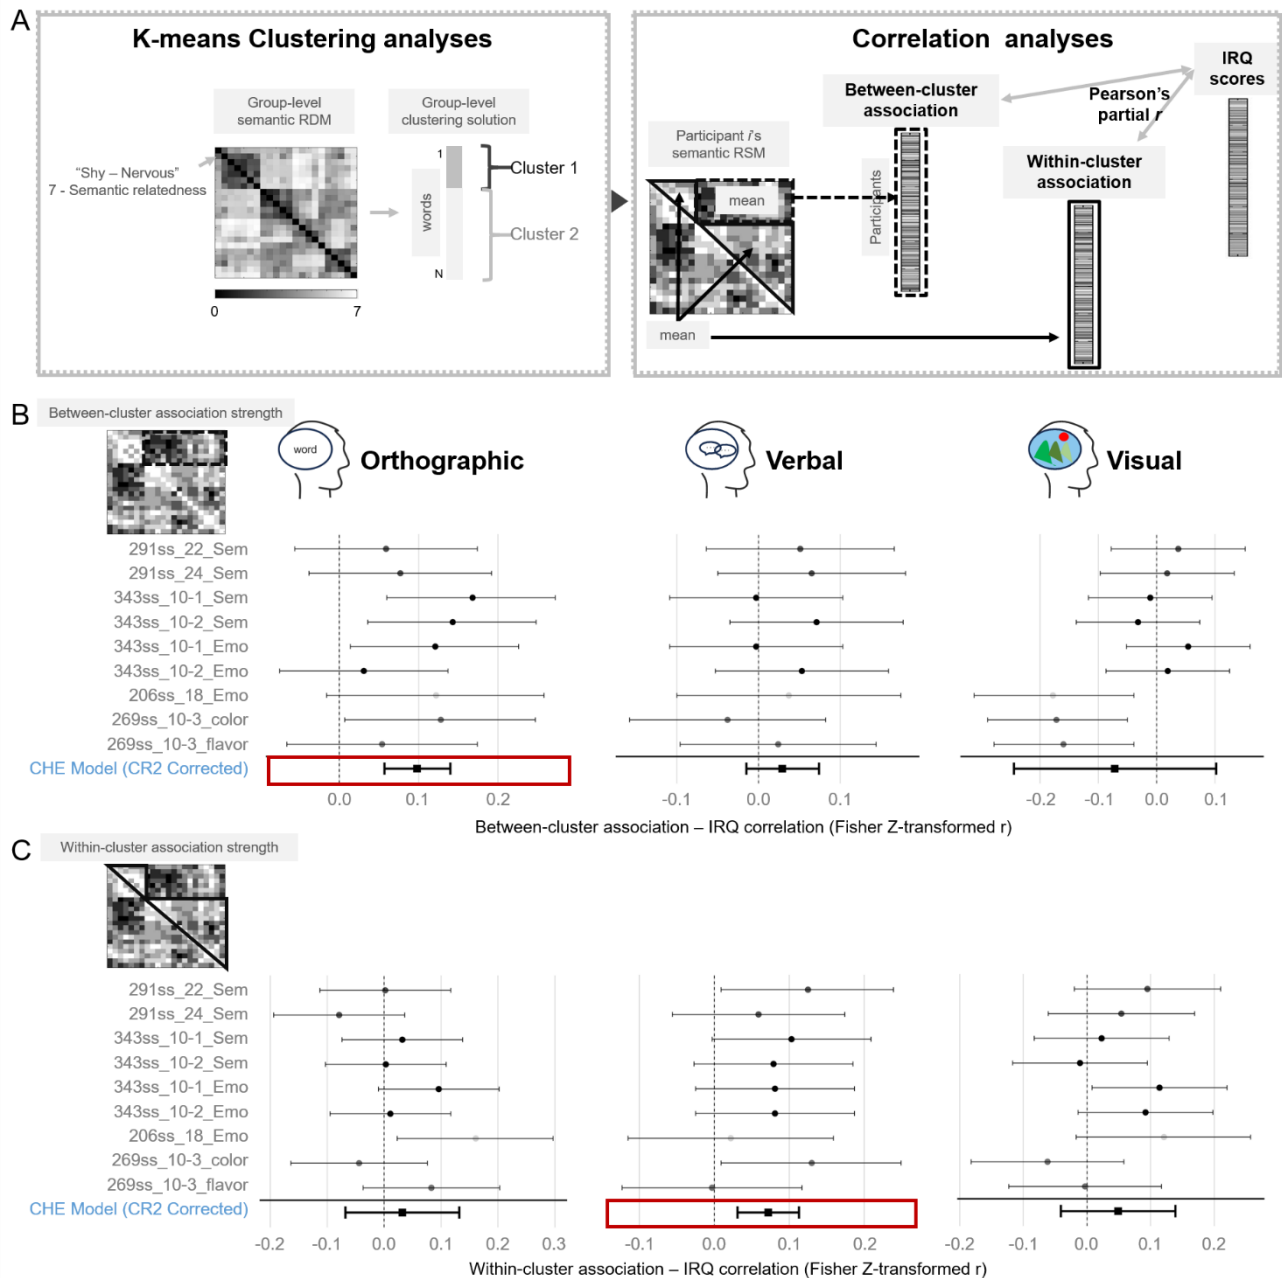 A
K-means Clustering analyses
Group-level
semantic RDM
Group-level
clustering solution
"Shy – Nervous"
7 - Semantic relatedness
0
7
1
words
N
Cluster 1
Cluster 2
Correlation analyses
IRQ
scores
Between-cluster
association
Pearson's
partial r
Participant i's
semantic RSM
Within-cluster
association
mean
Participants
mean
B
Between-cluster association strength
word
Orthographic
Verbal
Visual
291ss_22_Sem
291ss_24_Sem
343ss_10-1_Sem
343ss_10-2_Sem
343ss_10-1_Emo
343ss_10-2_Emo
206ss_18_Emo
269ss_10-3_color
269ss_10-3_flavor
CHE Model (CR2 Corrected)
0.0 0.1 0.2
-0.1 0.0 0.1
-0.2 -0.1 0.0 0.1
Between-cluster association – IRQ correlation (Fisher Z-transformed r)
C
Within-cluster association strength
291ss_22_Sem
291ss_24_Sem
343ss_10-1_Sem
343ss_10-2_Sem
343ss_10-1_Emo
343ss_10-2_Emo
206ss_18_Emo
269ss_10-3_color
269ss_10-3_flavor
CHE Model (CR2 Corrected)
-0.2 -0.1 0.0 0.1 0.2 0.3
-0.1 0.0 0.1 0.2
-0.2 -0.1 0.0 0.1 0.2
Within-cluster association – IRQ correlation (Fisher Z-transformed r)